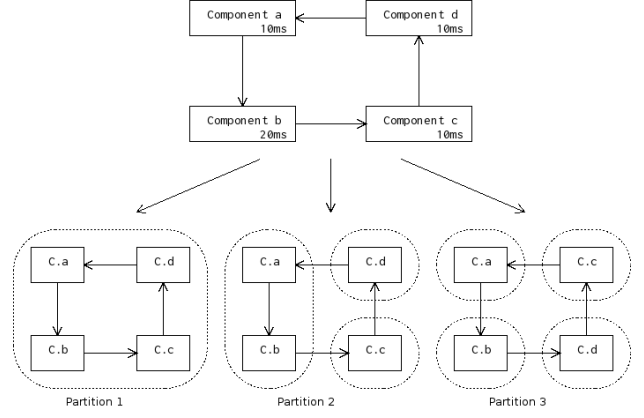 Component a
10ms
Component d
10ms
Component b
20ms
Component c
10ms
C.a
C.d
C.b
C.c
Partition 1
C.a
C.d
C.b
C.c
Partition 2
C.a
C.c
C.b
C.d
Partition 3